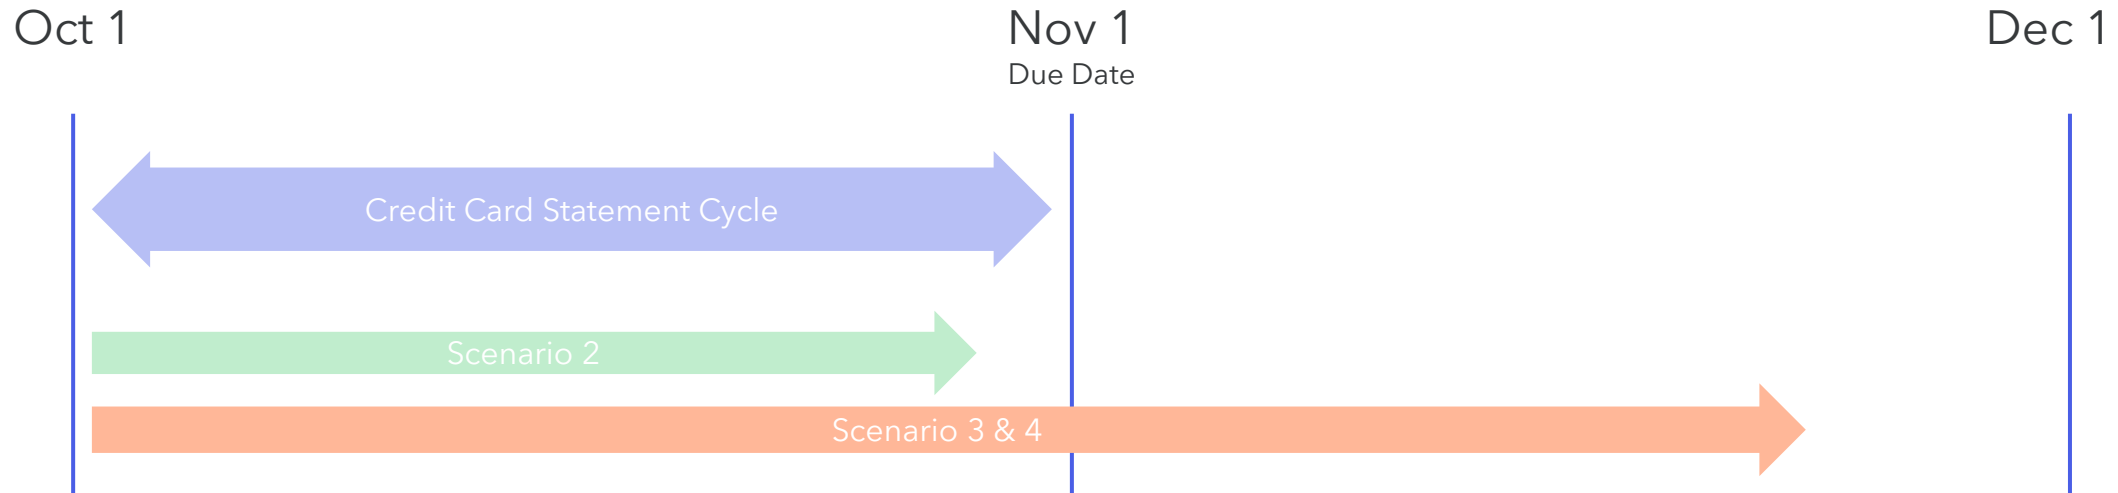 Oct 1
Nov 1
Due Date
Dec 1
Credit Card Statement Cycle
Scenario 2
Scenario 3 & 4